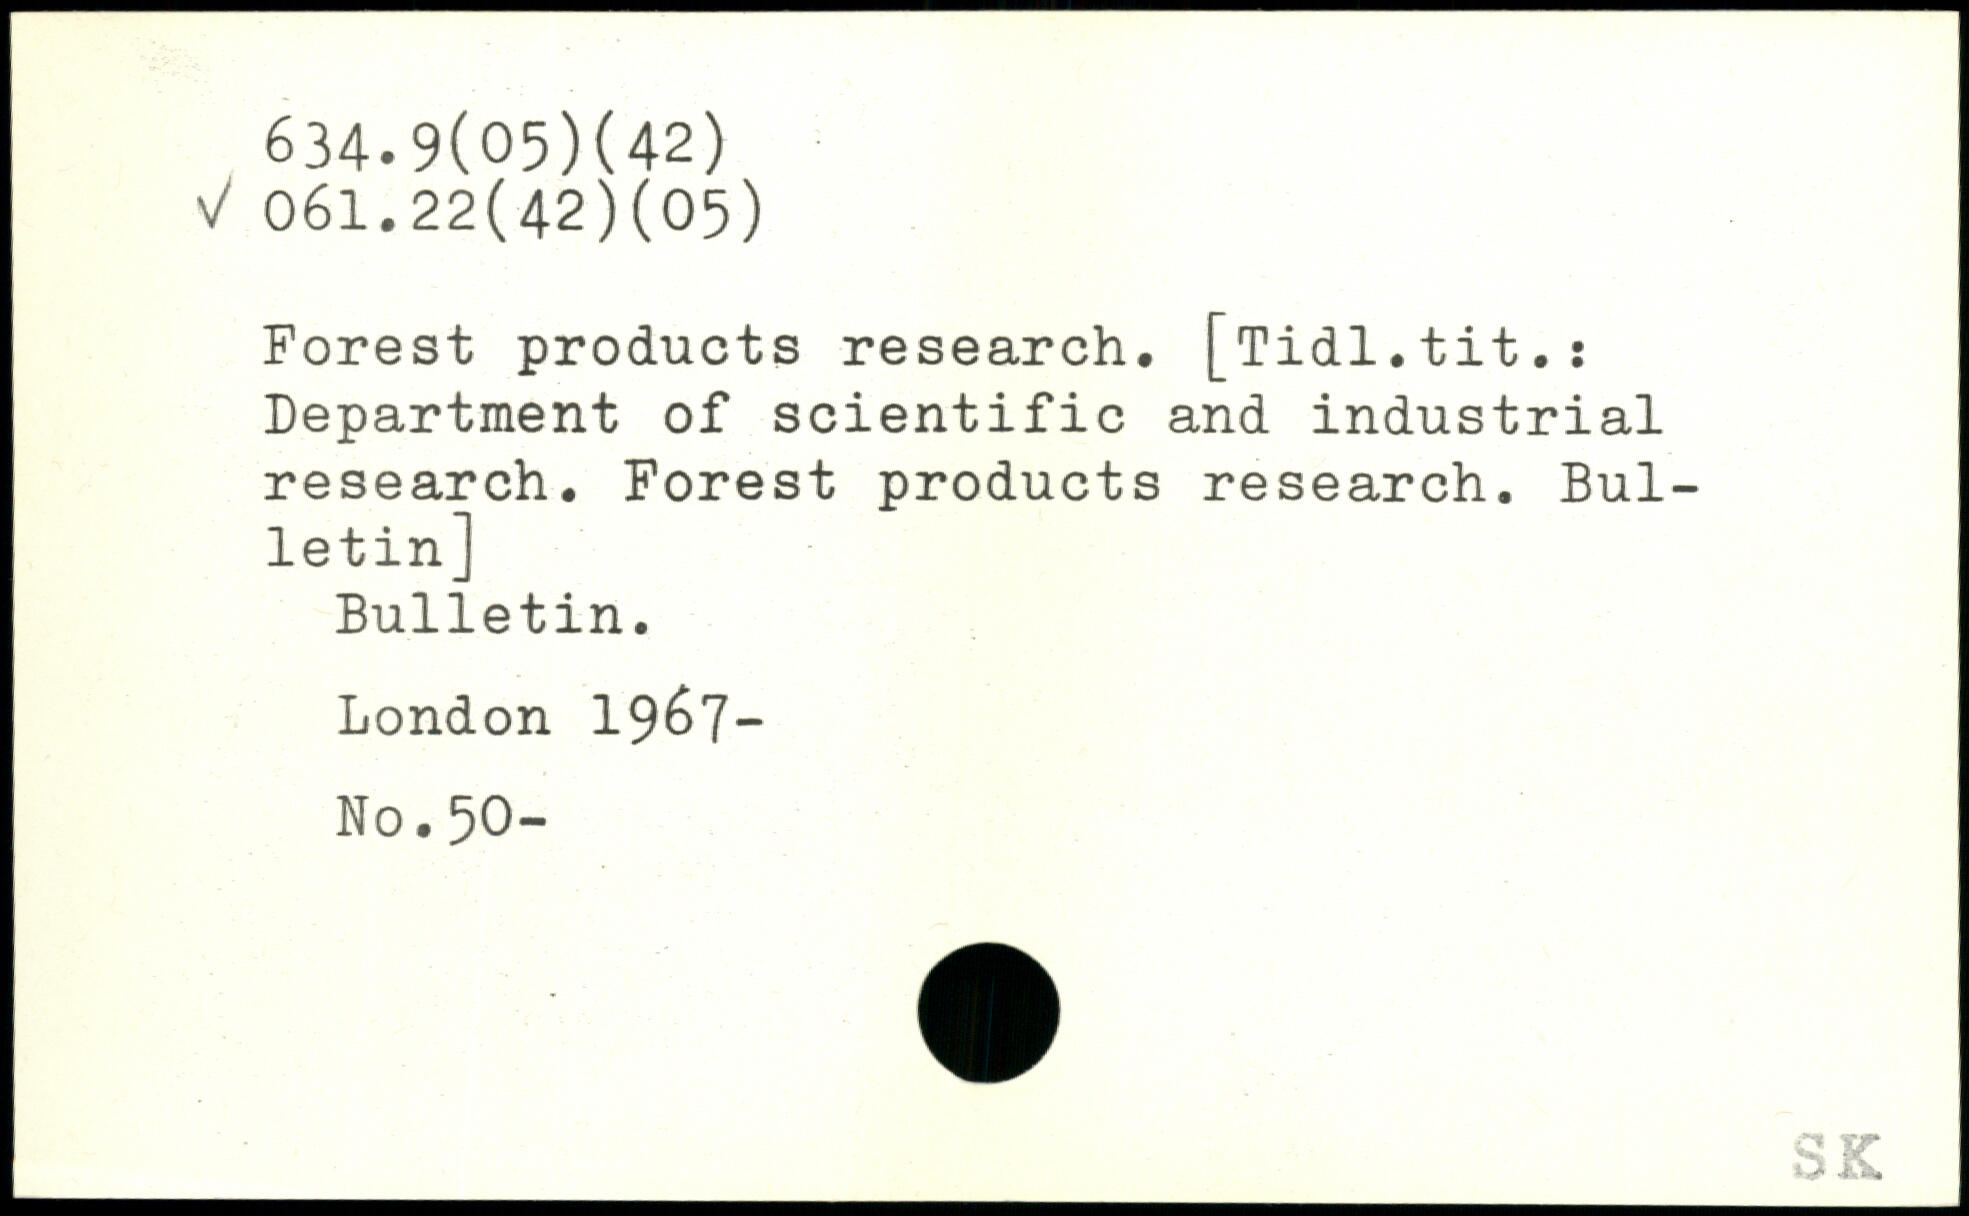 634.9(05)(42)
✓ 061.22(42)(05)
Forest products research. [Tidl.tit.:
Department of scientific and industrial
research. Forest products research. Bul-
letin]
Bulletin.
London 1967-
No.50-
SK